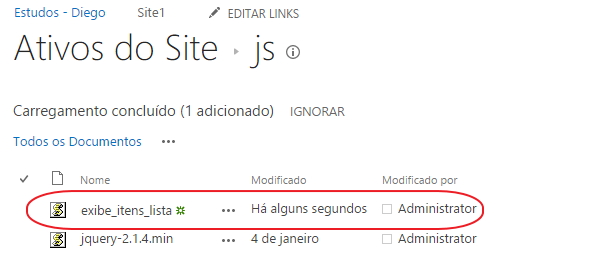 Estudos - Diego Site1 EDITAR LINKS
Ativos do Site js
Carregamento concluído (1 adicionado) IGNORAR
Todos os Documentos •••
Nome Modificado Modificado por
exibe_itens_lista ••• Há alguns segundos Administrator
jquery-2.1.4.min ••• 4 de janeiro Administrator